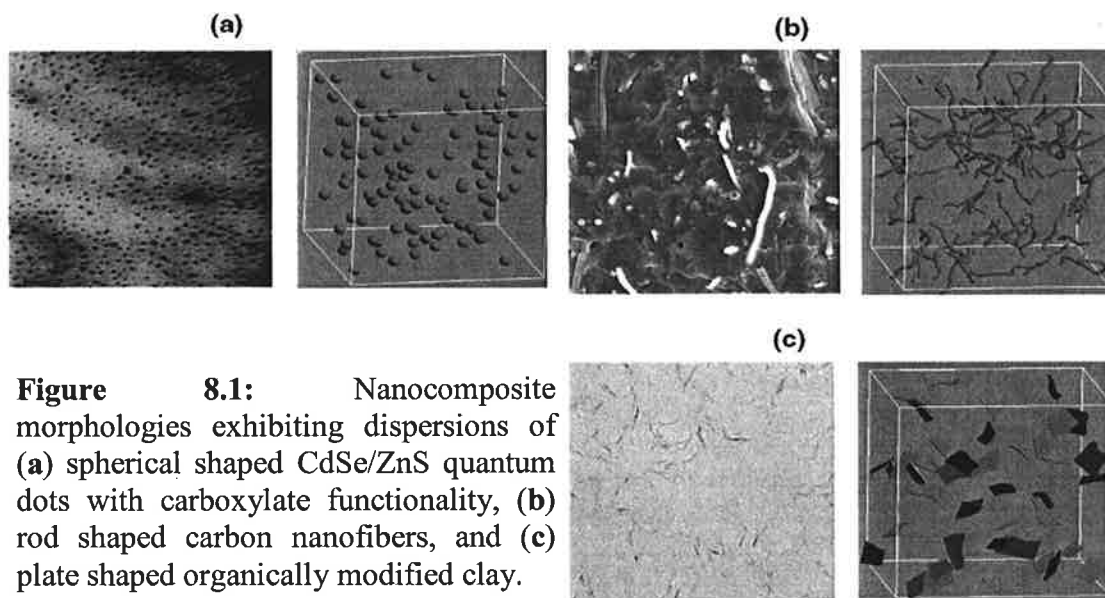 (a)
(b)
(c)
Figure 8.1: Nanocomposite
morphologies exhibiting dispersions of
(a) spherical shaped CdSe/ZnS quantum
dots with carboxylate functionality, (b)
rod shaped carbon nanofibers, and (c)
plate shaped organically modified clay.